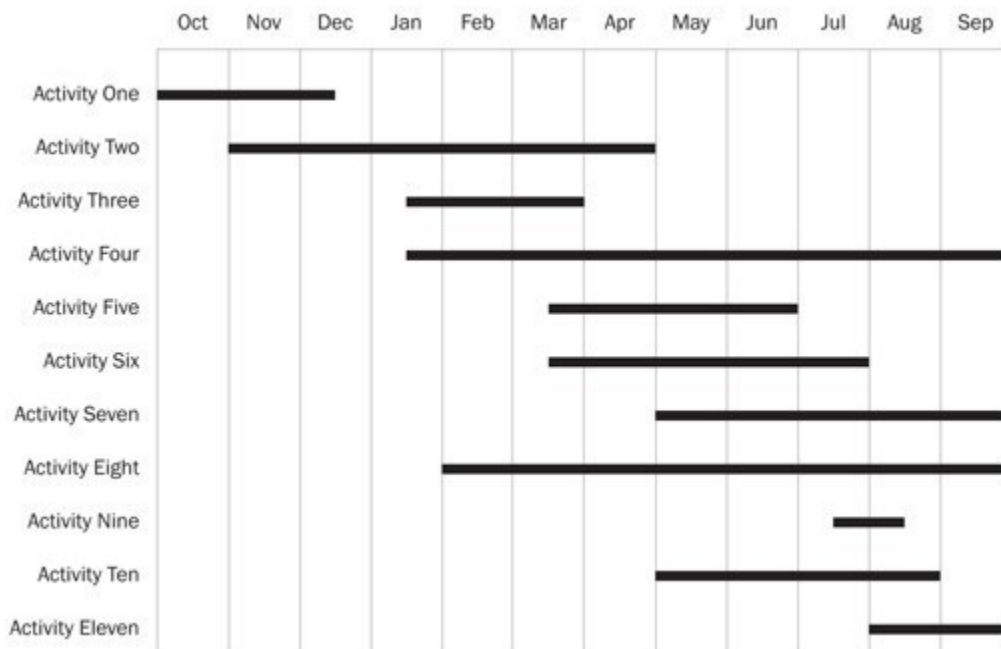 Oct Nov Dec Jan Feb Mar Apr May Jun Jul Aug Sep
Activity One
Activity Two
Activity Three
Activity Four
Activity Five
Activity Six
Activity Seven
Activity Eight
Activity Nine
Activity Ten
Activity Eleven